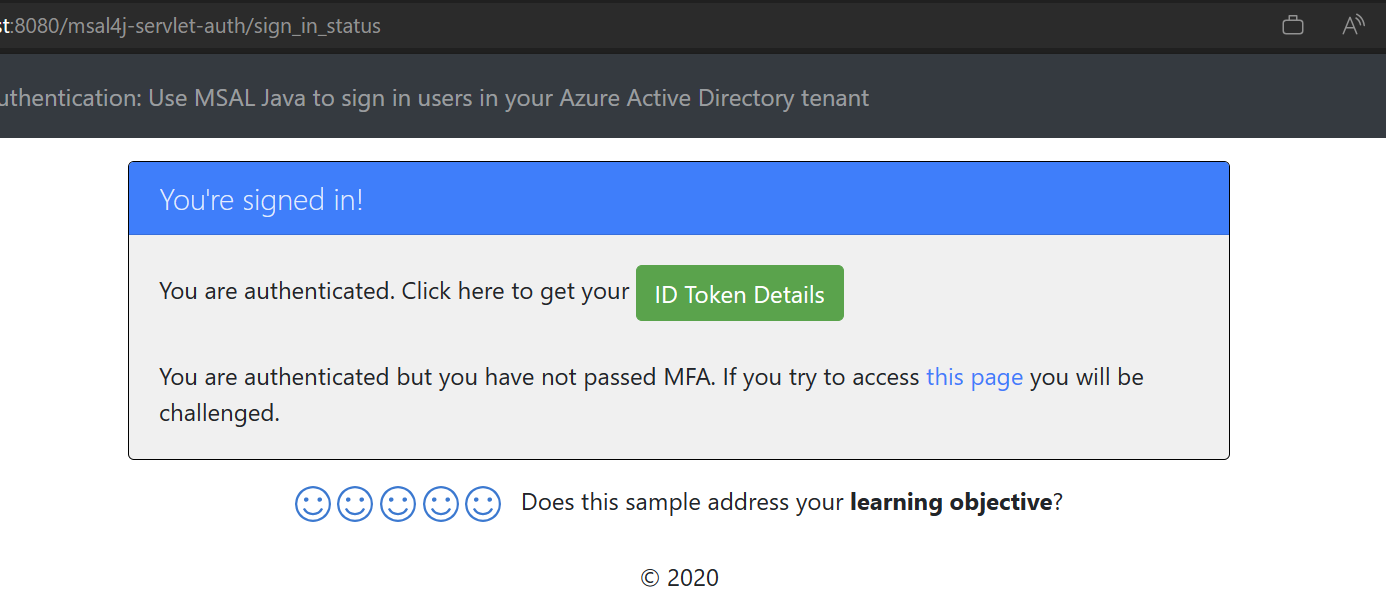 st:8080/msal4j-servlet-auth/sign_in_status
uthentication: Use MSAL Java to sign in users in your Azure Active Directory tenant
You're signed in!
You are authenticated. Click here to get your ID Token Details
You are authenticated but you have not passed MFA. If you try to access this page you will be
challenged.
Does this sample address your learning objective?
© 2020